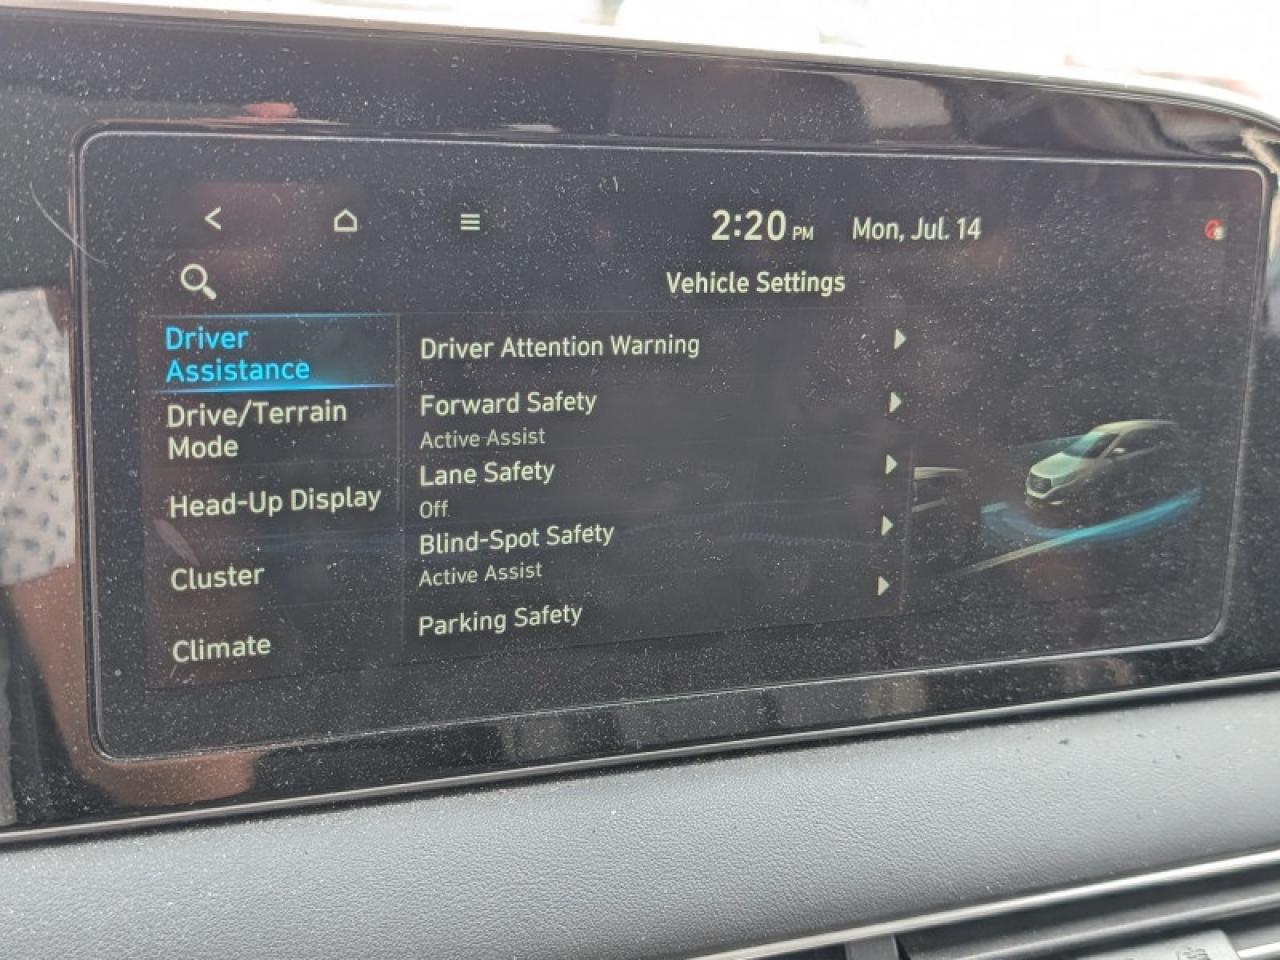 2:20 PM Mon, Jul. 14
Vehicle Settings
Driver
Assistance
Drive/Terrain
Mode
Head-Up Display
Cluster
Climate
Driver Attention Warning
Forward Safety
Active Assist
Lane Safety
Off
Blind-Spot Safety
Active Assist
Parking Safety